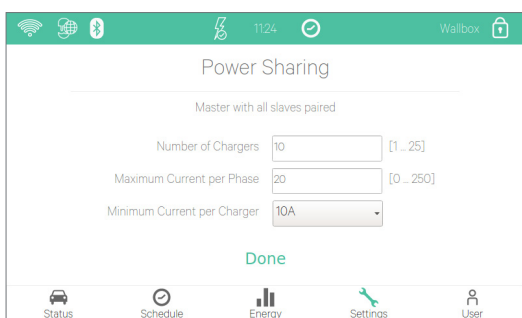 11:24 Wallbox
Power Sharing
Master with all slaves paired
Number of Chargers 10 [1 ... 25]
Maximum Current per Phase 20 [0 ... 250]
Minimum Current per Charger 10A
Done
Status Schedule Energy Settings User